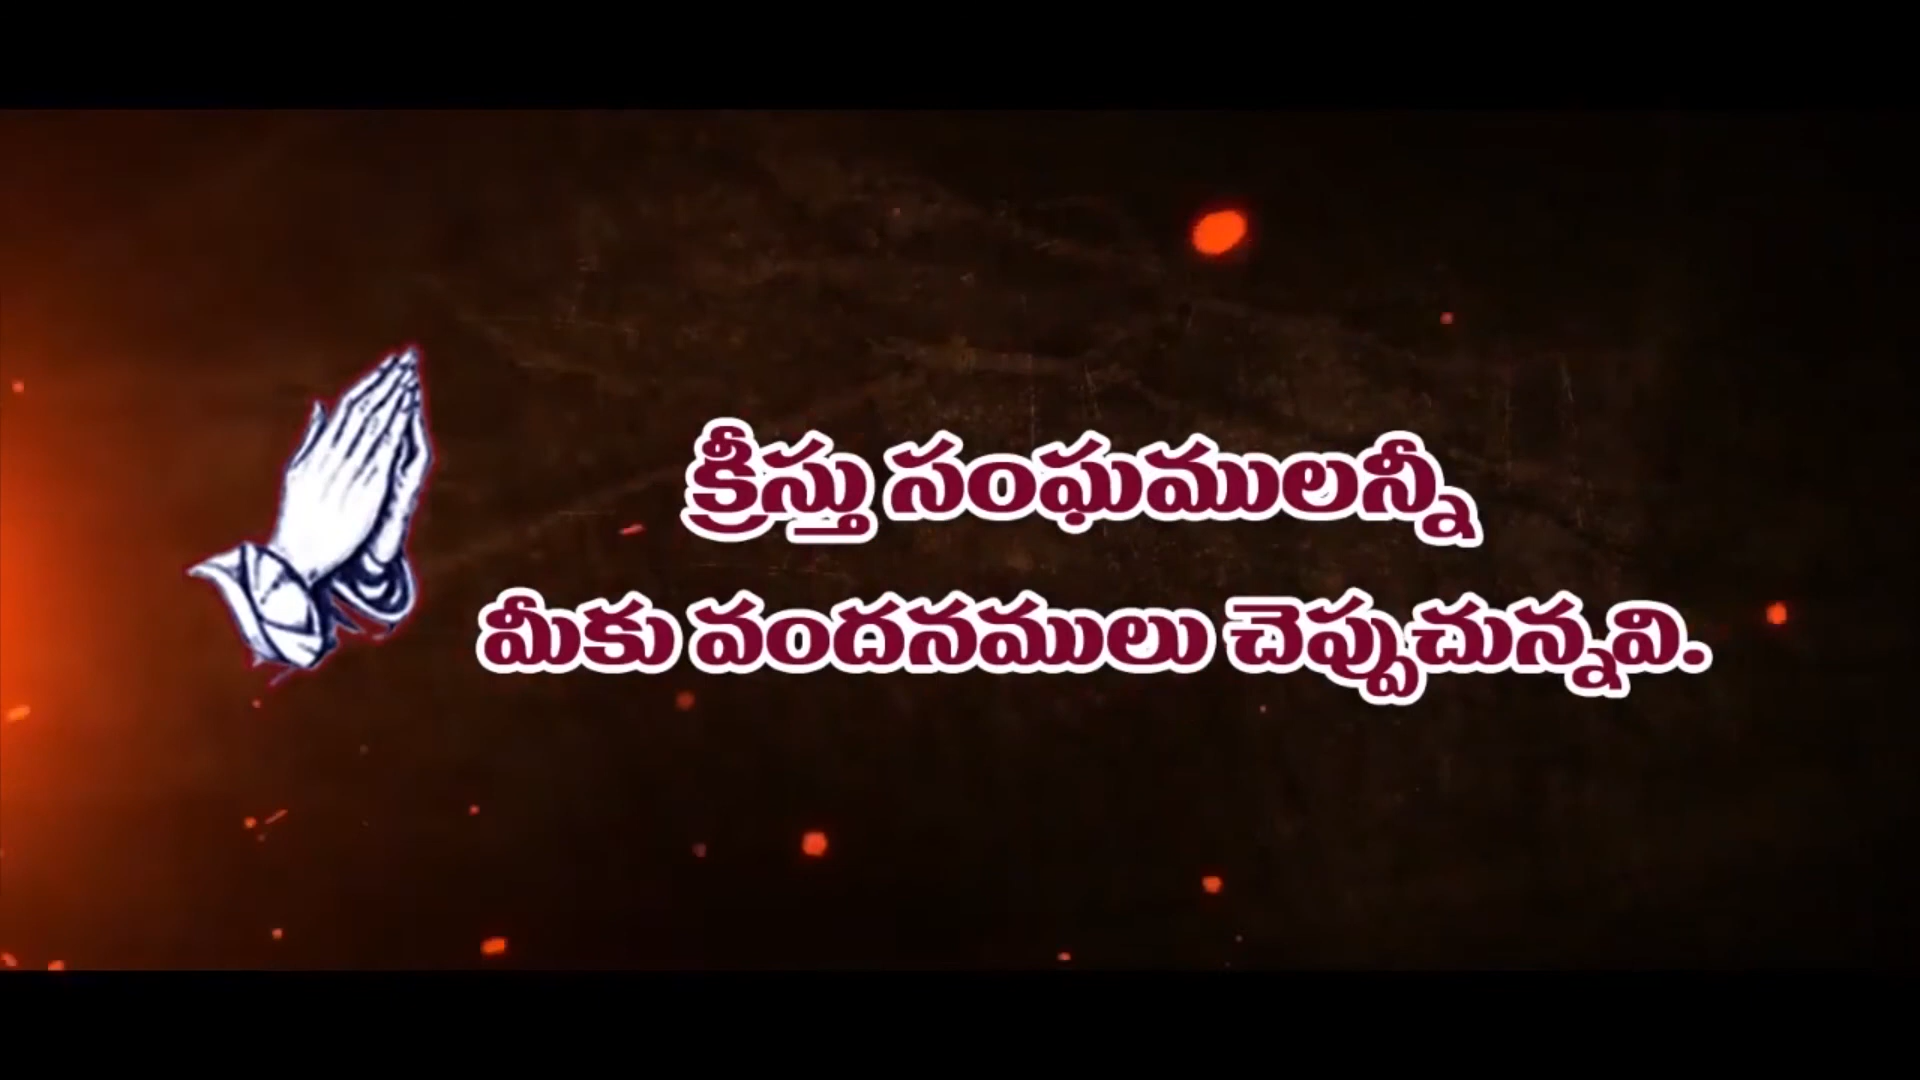 క్రీస్తు సంఘములన్నీ
మీకు వందనములు చెప్పుచున్నవి.